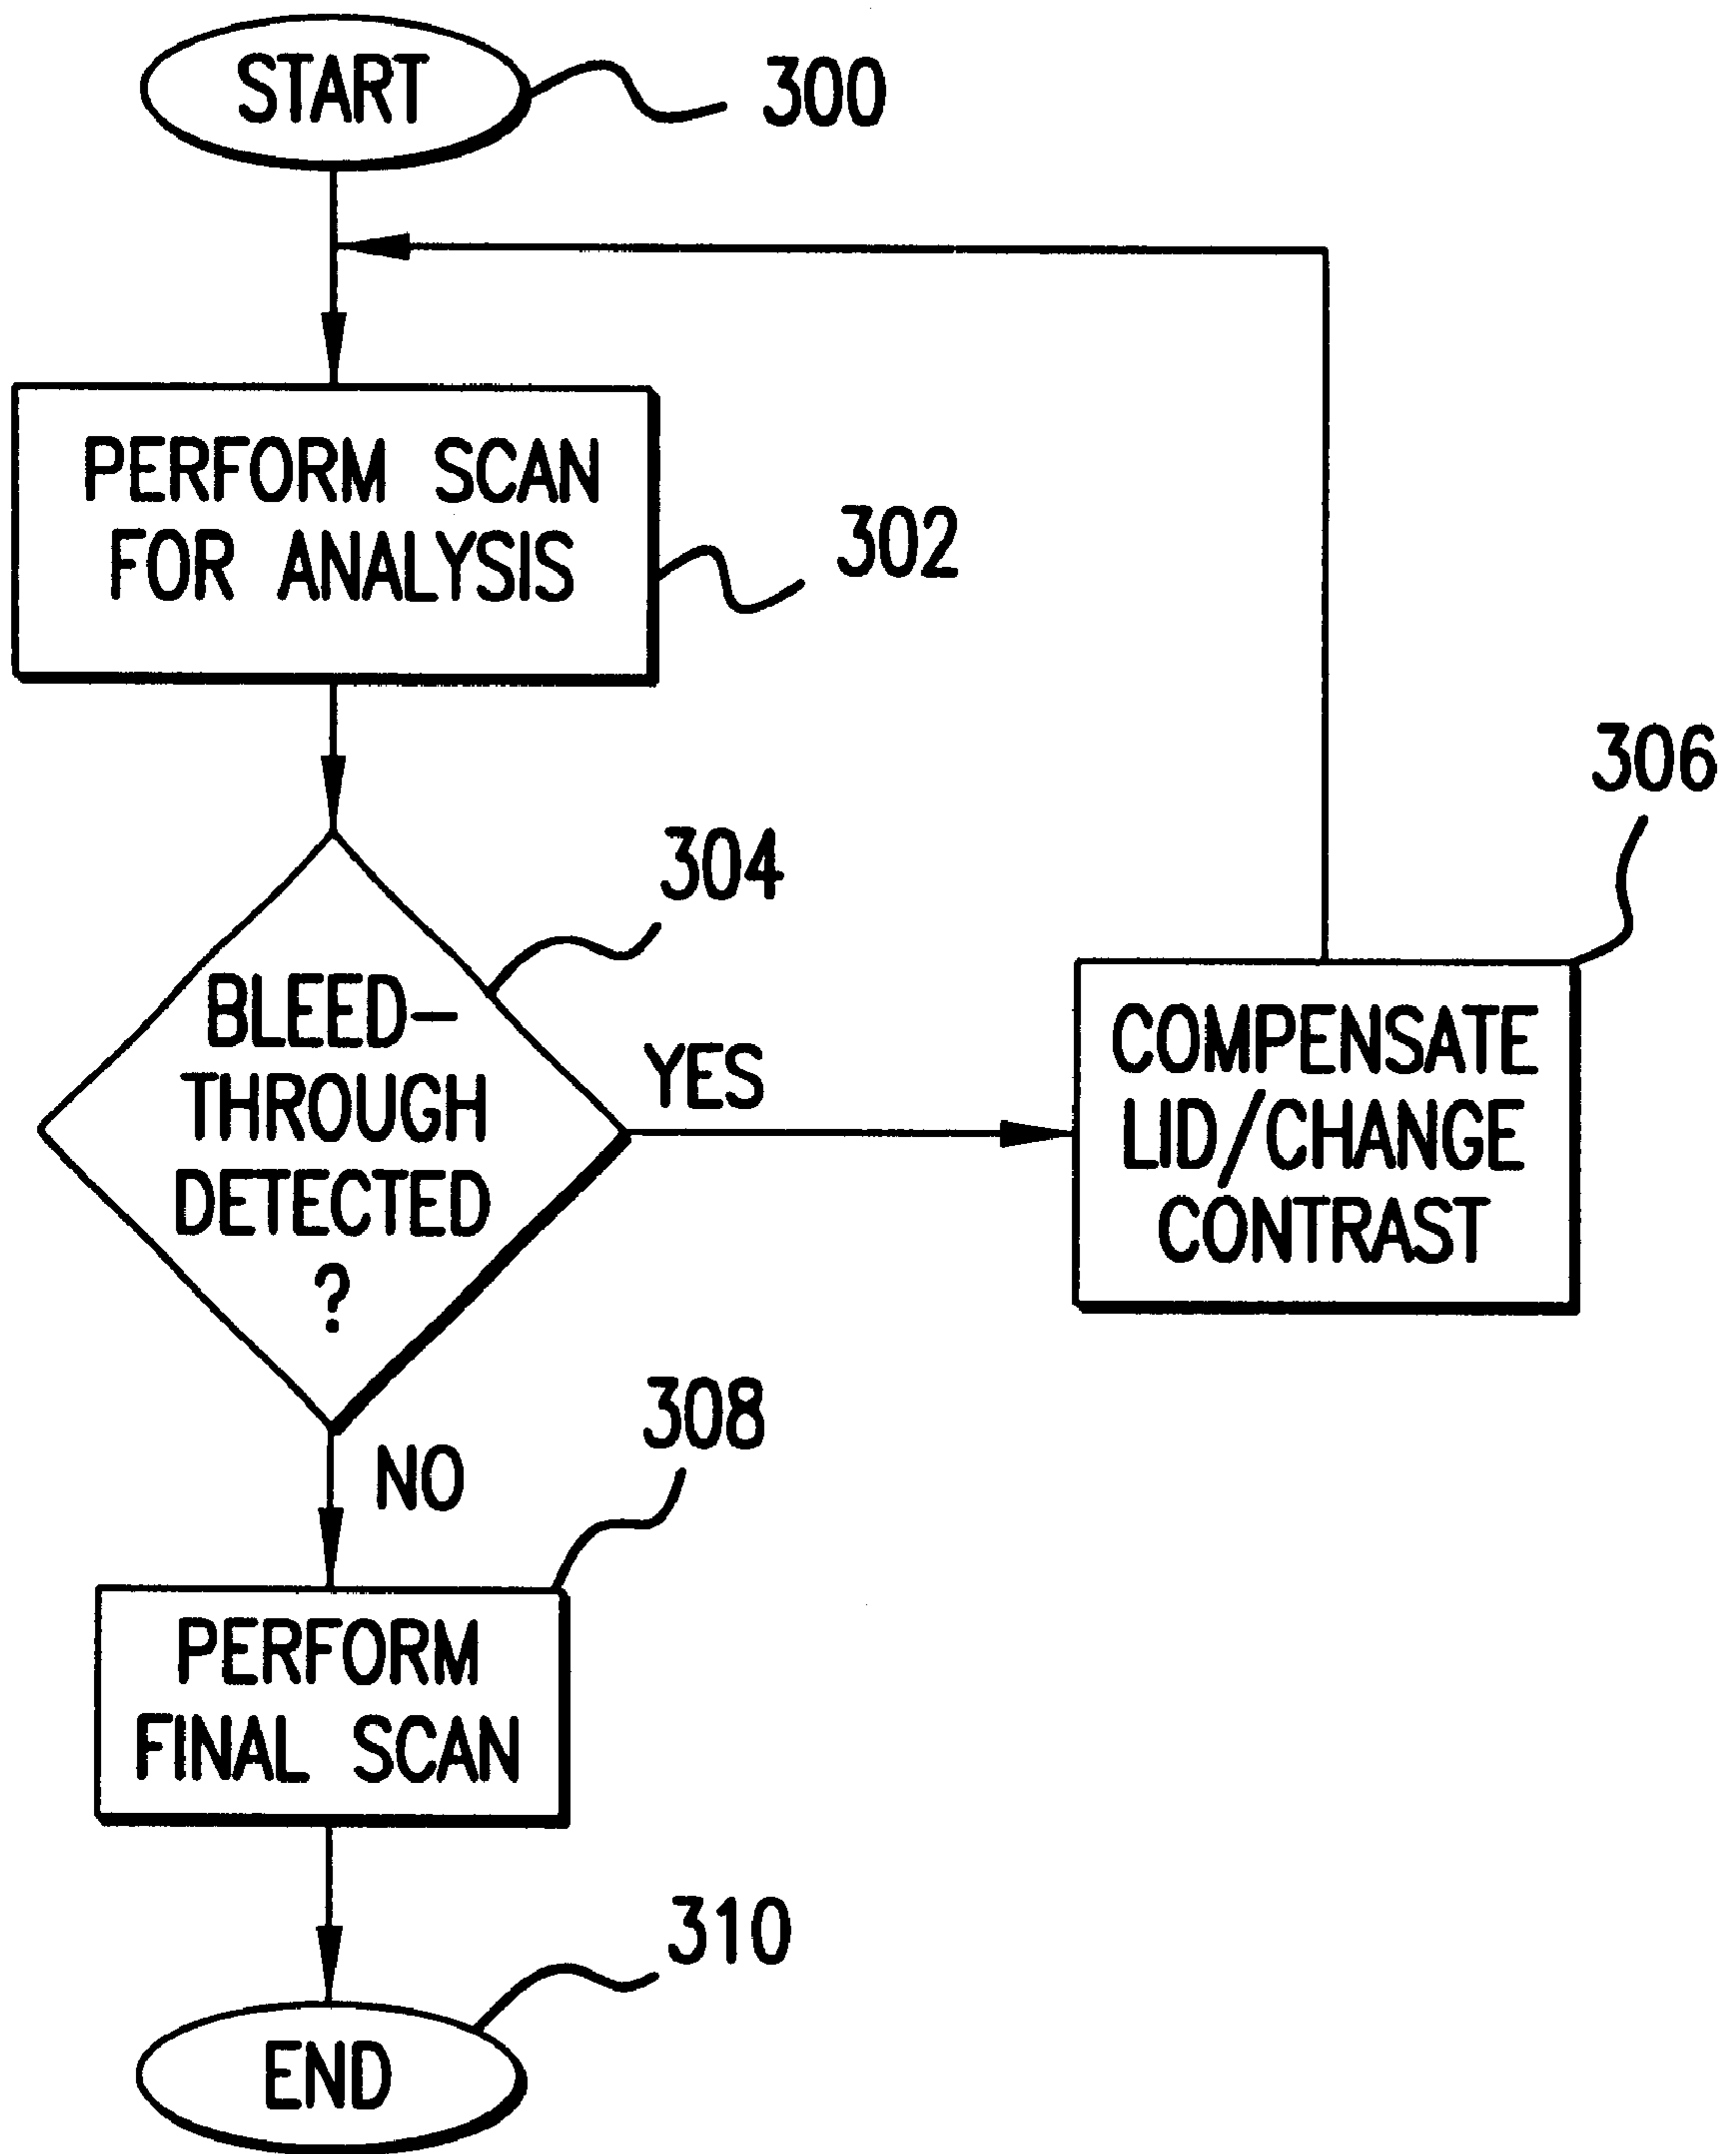 START
300
PERFORM SCAN
FOR ANALYSIS
302
304
BLEED-
THROUGH
DETECTED
?
YES
306
COMPENSATE
LID/CHANGE
CONTRAST
NO
308
PERFORM
FINAL SCAN
310
END